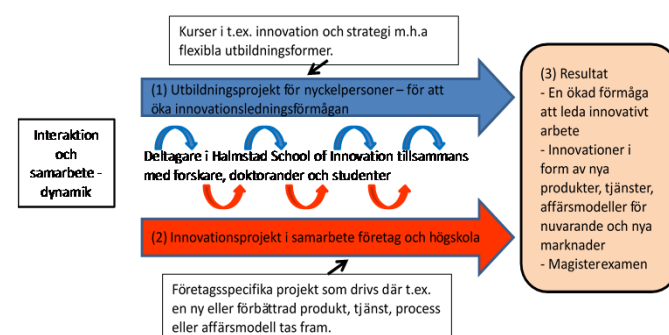 Kurser i t.ex. innovation och strategi m.h.a
flexibla utbildningsformer.
(1) Utbildningsprojekt för nyckelpersoner – för att
öka innovationsledningsförmågan
Interaktion
och
samarbete -
dynamik
Deltagare i Halmstad School of Innovation tillsammans
med forskare, doktorander och studenter
(2) Innovationsprojekt i samarbete företag och högskola
Företagsspecifika projekt som drivs där t.ex.
en ny eller förbättrad produkt, tjänst, process
eller affärsmodell tas fram.
(3) Resultat
- En ökad förmåga
att leda innovativt
arbete
- Innovationer i
form av nya
produkter, tjänster,
affärsmodeller för
nuvarande och nya
marknader
- Magisterexamen